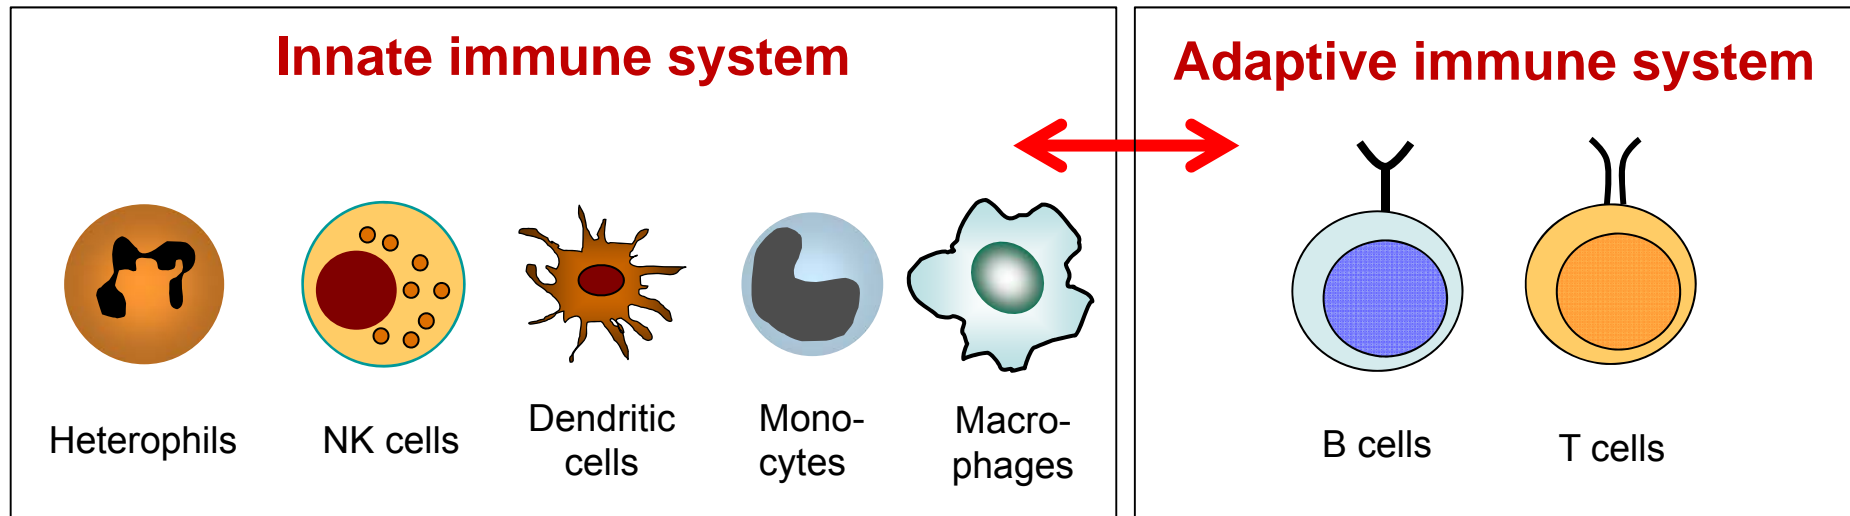 Innate immune system
Adaptive immune system
Heterophils
NK cells
Dendritic
cells
Mono-
cytes
Macro-
phages
B cells
T cells